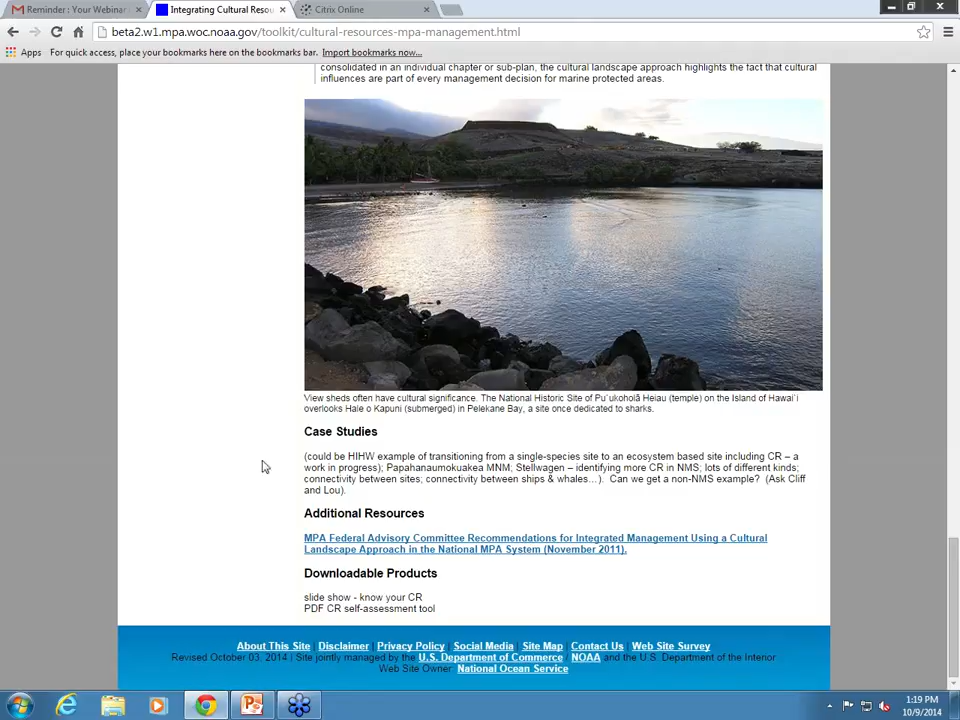 Reminder : Your Webinar
Integrating Cultural Resou
Citrix Online
beta2.w1.mpa.woc.noaa.gov/toolkit/cultural-resources-mpa-management.html
Apps For quick access, place your bookmarks here on the bookmarks bar. Import bookmarks now...
consolidated in an individual chapter or sub-plan, the cultural landscape approach highlights the fact that cultural
influences are part of every management decision for marine protected areas.
View sheds often have cultural significance. The National Historic Site of Pu`ukoholā Heiau (temple) on the Island of Hawai`i
overlooks Hale o Kapuni (submerged) in Pelekane Bay, a site once dedicated to sharks.
Case Studies
(could be HIHW example of transitioning from a single-species site to an ecosystem based site including CR – a
work in progress); Papahanaumokuakea MNM; Stellwagen – identifying more CR in NMS; lots of different kinds;
connectivity between sites; connectivity between ships & whales…). Can we get a non-NMS example? (Ask Cliff
and Lou).
Additional Resources
MPA Federal Advisory Committee Recommendations for Integrated Management Using a Cultural
Landscape Approach in the National MPA System (November 2011).
Downloadable Products
slide show - know your CR
PDF CR self-assessment tool
About This Site | Disclaimer | Privacy Policy | Social Media | Site Map | Contact Us | Web Site Survey
Revised October 03, 2014 | Site jointly managed by the U.S. Department of Commerce NOAA and the U.S. Department of the Interior
Web Site Owner: National Ocean Service
1:19 PM
10/9/2014